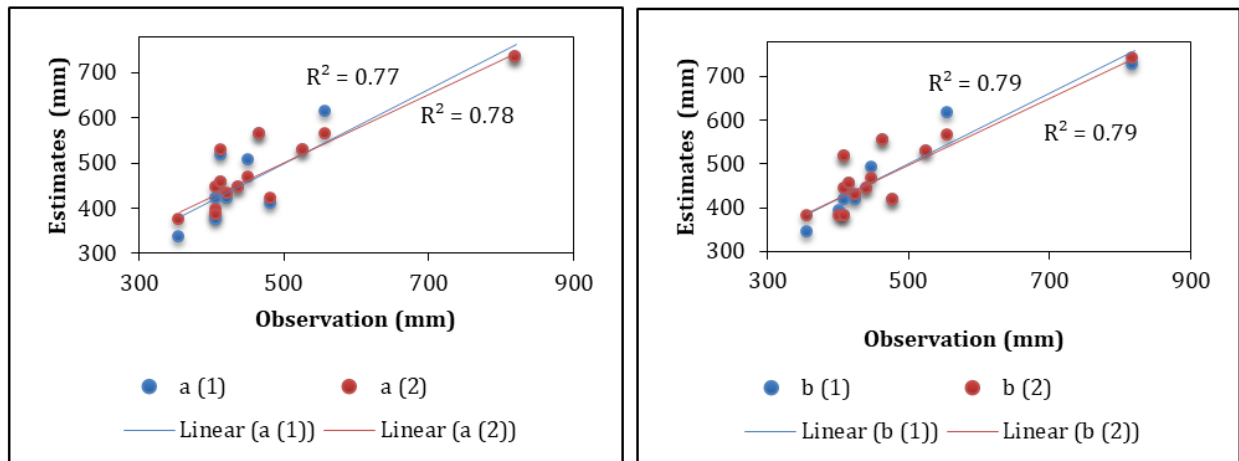 Estimates (mm)
700
600
500
400
300
R² = 0.77
R² = 0.78
300
500
700
900
Observation (mm)
a (1)
a (2)
Linear (a (1))
Linear (a (2))
Estimates (mm)
700
600
500
400
300
R² = 0.79
R² = 0.79
300
500
700
900
Observation (mm)
b (1)
b (2)
Linear (b (1))
Linear (b (2))